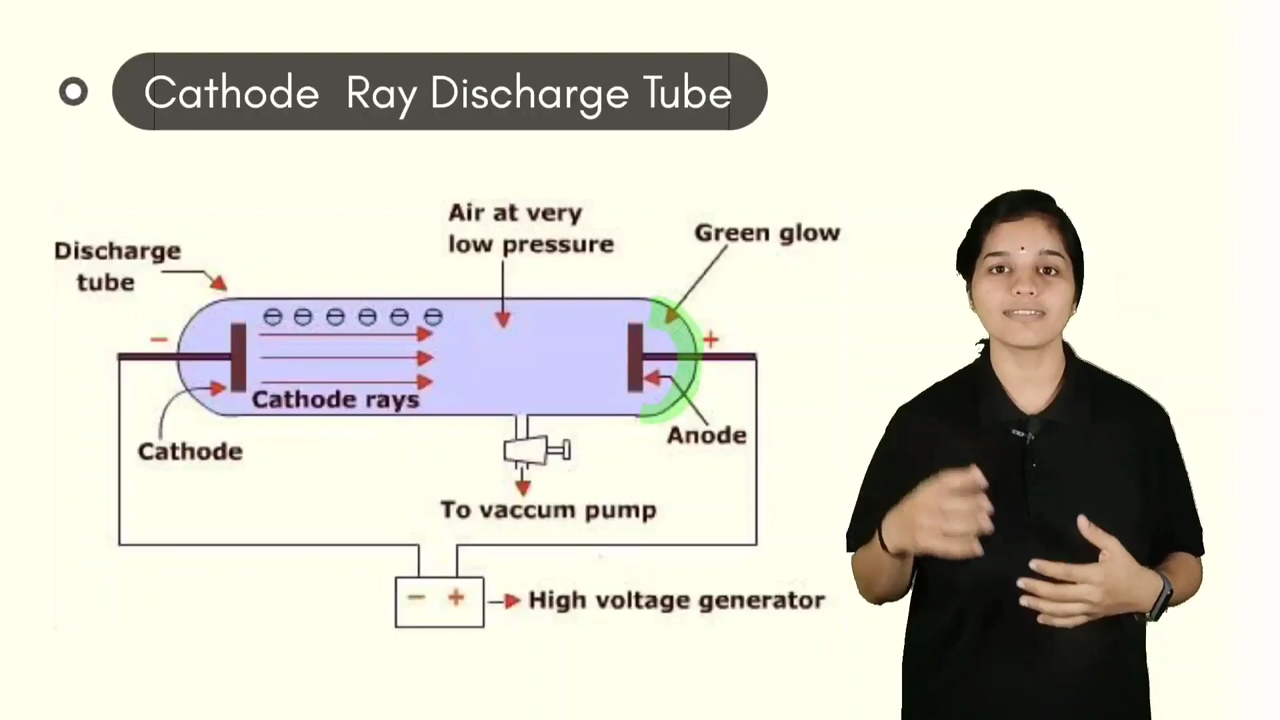 Cathode Ray Discharge Tube
Air at very
low pressure
Green glow
Discharge
tube
−
+
Cathode rays
Cathode
Anode
To vaccum pump
− +
High voltage generator